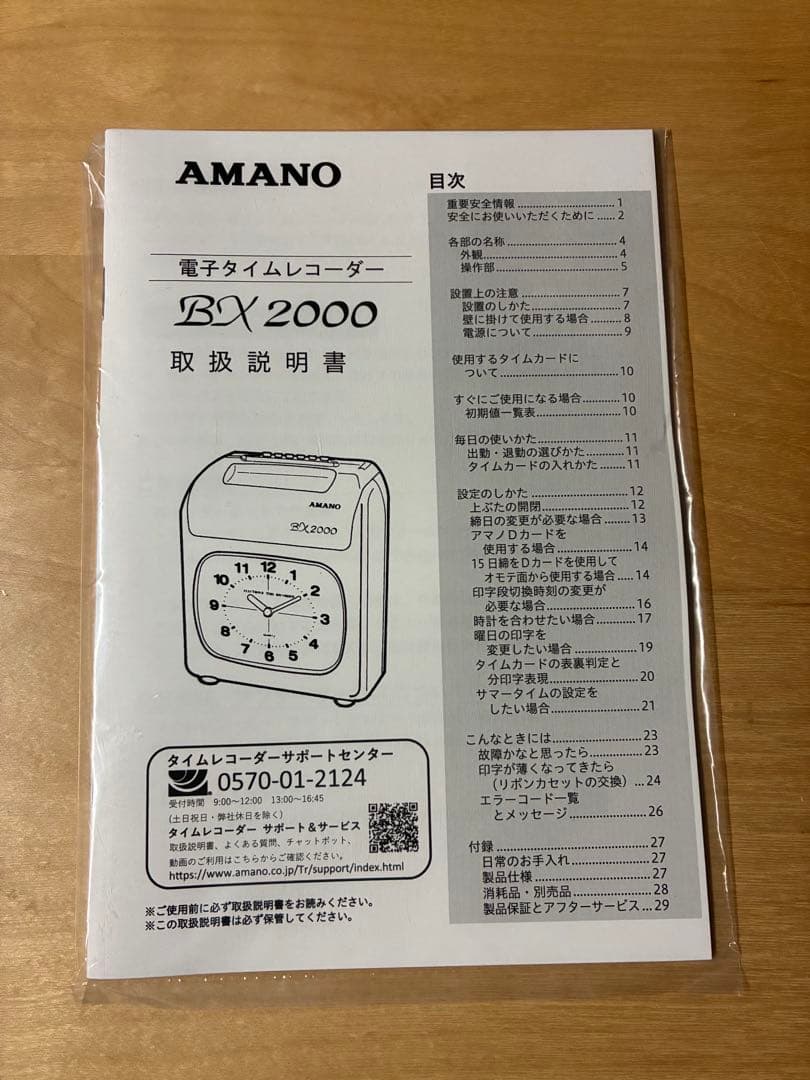 AMANO
電子タイムレコーダー
BX2000
取扱説明書
AMANO
BX2000
12
1
2
3
4
5
6
7
8
9
10
11
タイムレコーダーサポートセンター
0570-01-2124
受付時間 9:00～12:00 13:00～16:45
(土日祝日・弊社休日を除く)
タイムレコーダー サポート&サービス
取扱説明書、よくある質問、チャットボット、
動画のご利用はこちらからご確認ください。
https://www.amano.co.jp/Tr/support/index.html
※ご使用前に必ず取扱説明書をお読みください。
※この取扱説明書は必ず保管してください。
目次
重要安全情報 .............................. 1
安全にお使いいただくために ...... 2
各部の名称 ................................. 4
外観......................................... 4
操作部..................................... 5
設置上の注意 .............................. 7
設置のしかた........................... 7
壁に掛けて使用する場合.......... 8
電源について........................... 9
使用するタイムカードに
ついて.................................... 10
すぐにご使用になる場合........... 10
初期値一覧表......................... 10
毎日の使いかた......................... 11
出勤・退勤の選びかた............ 11
タイムカードの入れかた........ 11
設定のしかた ............................ 12
上ぶたの開閉......................... 12
締日の変更が必要な場合........ 13
アマノDカードを
使用する場合....................... 14
15日締をDカードを使用して
オモテ面から使用する場合..... 14
印字段切換時刻の変更が
必要な場合.......................... 16
時計を合わせたい場合............ 17
曜日の印字を
変更したい場合 ................... 19
タイムカードの表裏判定と
分印字表現.......................... 20
サマータイムの設定を
したい場合.......................... 21
こんなときには......................... 23
故障かなと思ったら............... 23
印字が薄くなってきたら
(リボンカセットの交換) ... 24
エラーコード一覧
とメッセージ....................... 26
付録 .......................................... 27
日常のお手入れ...................... 27
製品仕様 ............................... 27
消耗品・別売品...................... 28
製品保証とアフターサービス... 29